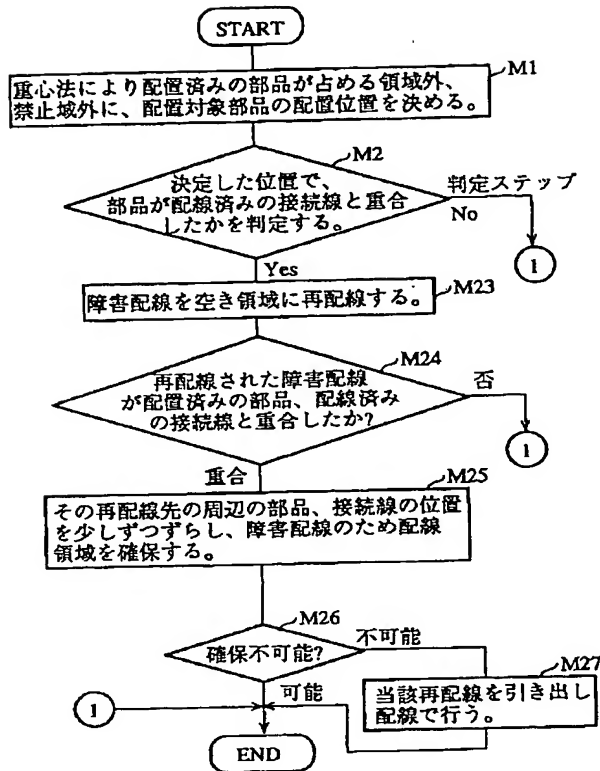 START
M1
重心法により配置済みの部品が占める領域外、
禁止域外に、配置対象部品の配置位置を決める。
M2
決定した位置で、
部品が配線済みの接続線と重合
したかを判定する。
判定ステップ
No
1
Yes
M23
障害配線を空き領域に再配線する。
M24
再配線された障害配線
が配置済みの部品、配線済み
の接続線と重合したか?
否
1
重合
M25
その再配線先の周辺の部品、接続線の位置
を少しずつずらし、障害配線のため配線
領域を確保する。
M26
確保不可能?
不可能
M27
当該再配線を引き出し
配線で行う。
可能
1
END